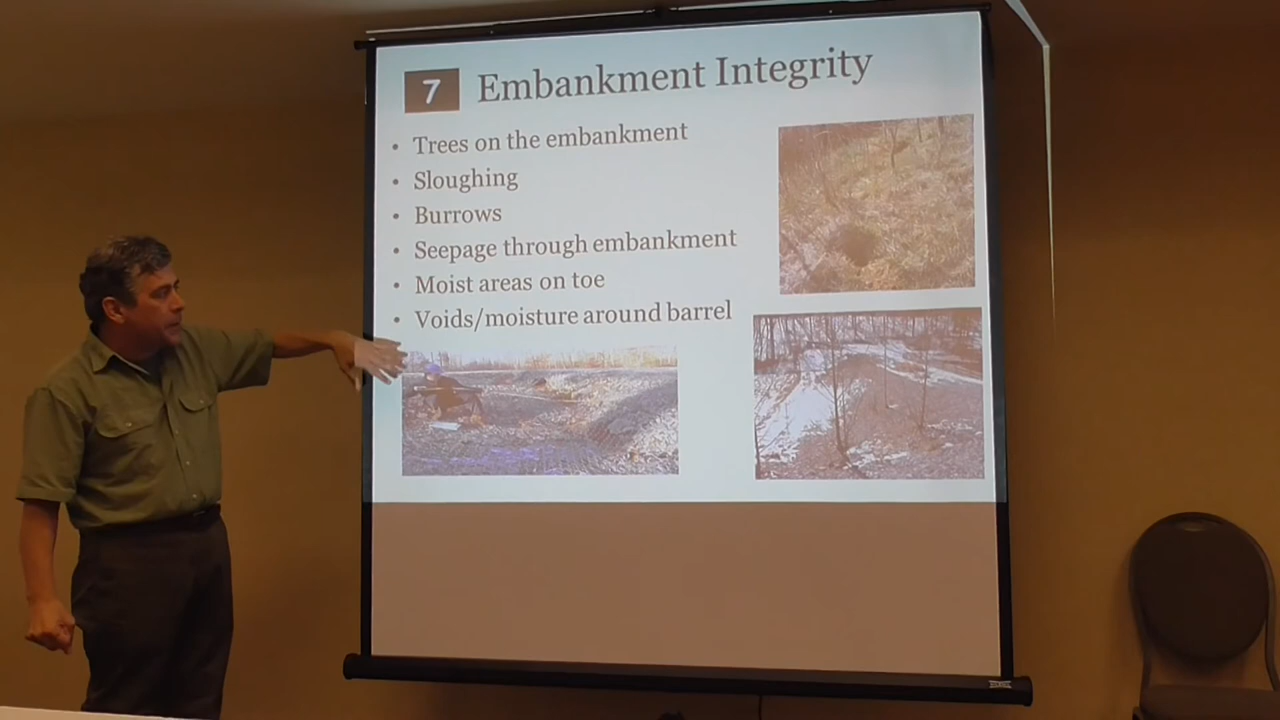 7 Embankment Integrity
• Trees on the embankment
• Sloughing
• Burrows
• Seepage through embankment
• Moist areas on toe
• Voids/moisture around barrel